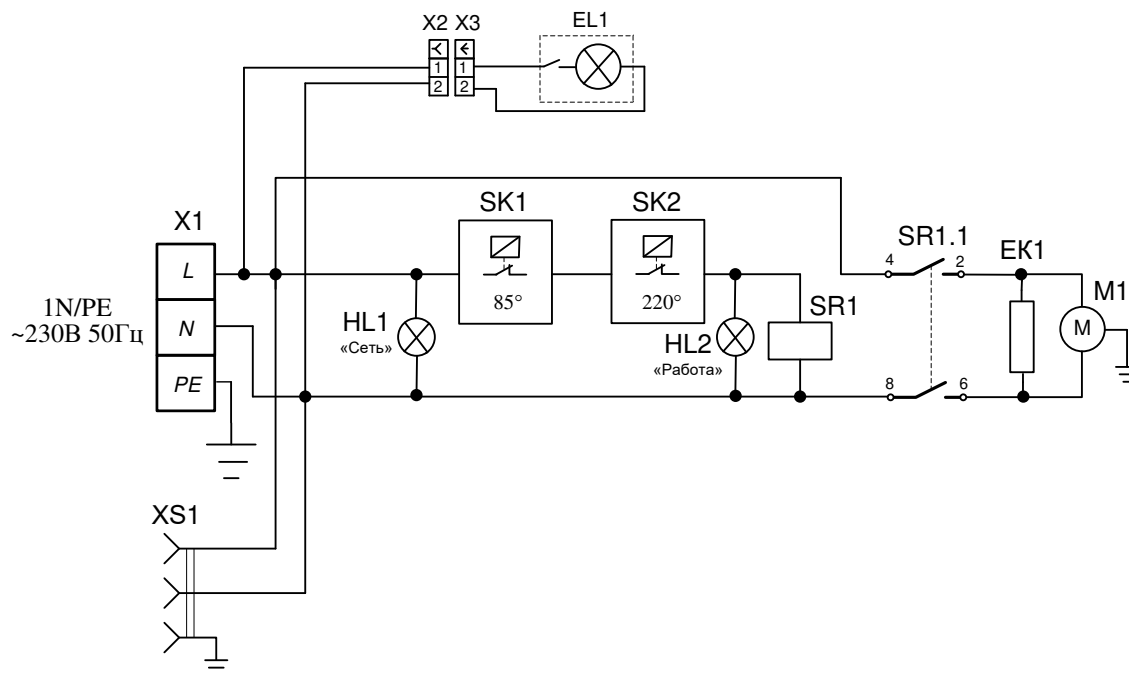 X2 X3
EL1
1 1
2 2
SK1
SK2
X1
SR1.1
ЕК1
L
4 2
M1
1N/PE
~230В 50Гц
85°
220°
SR1
N
HL1
«Сеть»
HL2
«Работа»
M
PE
8 6
XS1